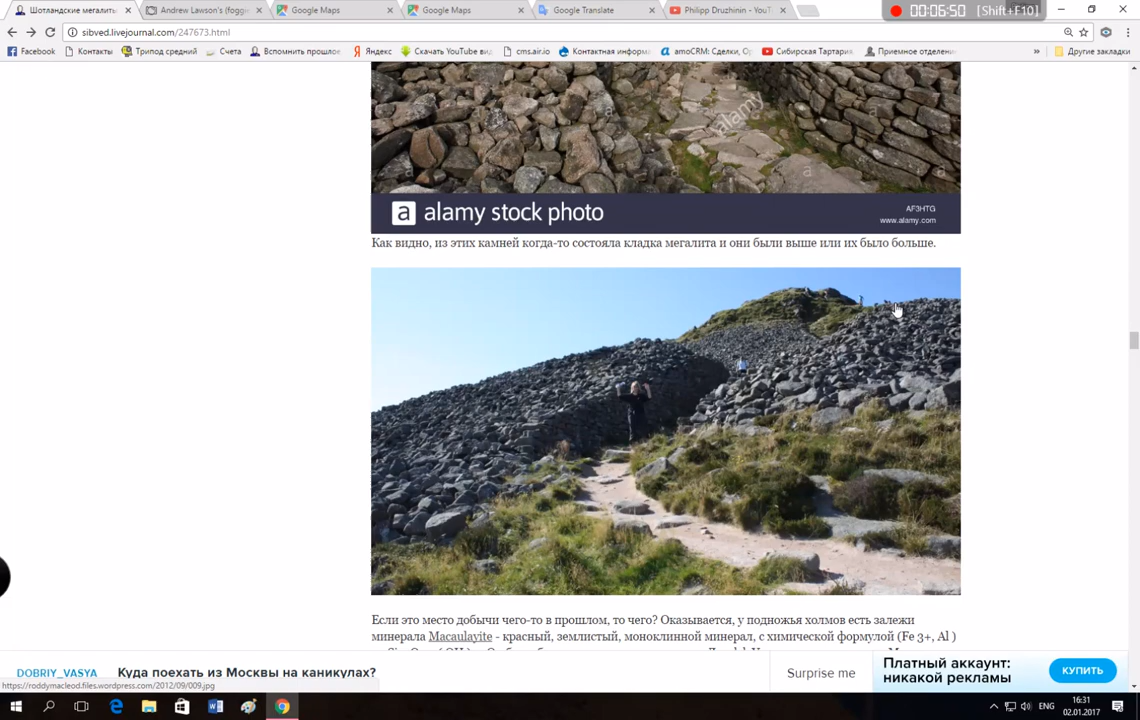 Шотландские мегалиты
Andrew Lawson's (foggie
Google Maps
Google Maps
Google Translate
Philipp Druzhinin - YouT
00:06:50
[Shift+F10]
sibved.livejournal.com/247673.html
Facebook
Контакты
Трипод средний
Счета
Вспомнить прошлое
Яндекс
Скачать YouTube вид
cms.air.io
Контактная информ
amoCRM: Сделки, Ор
Сибирская Тартари
Приемное отделени
»
Другие закладки
alamy
a
a alamy stock photo
AF3HTG
www.alamy.com
Как видно, из этих камней когда-то состояла кладка мегалита и они были выше или их было больше.
Если это место добычи чего-то в прошлом, то чего? Оказывается, у подножья холмов есть залежи
минерала Macaulayite - красный, землистый, моноклинной минерал, с химической формулой (Fe 3+, Al )
DOBRIY_VASYA
Куда поехать из Москвы на каникулах?
Surprise me
Платный аккаунт:
никакой рекламы
КУПИТЬ
https://roddymacleod.files.wordpress.com/2012/09/009.jpg
ENG
16:31
02.01.2017